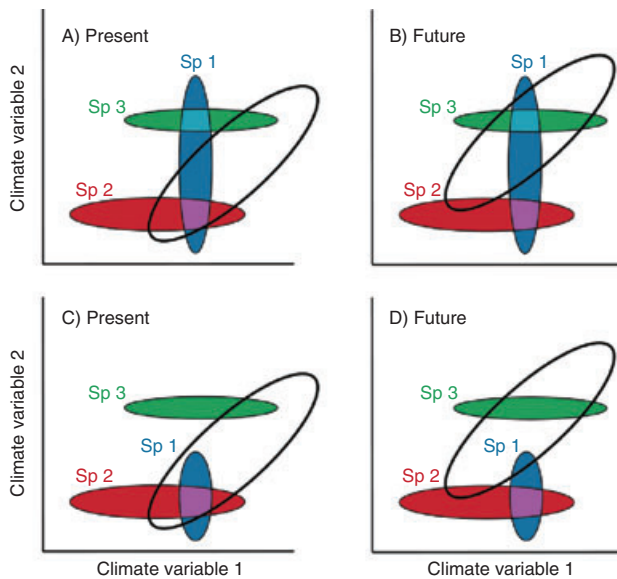 A) Present
Sp 1
Sp 3
Sp 2
Climate variable 2
B) Future
Sp 1
Sp 3
Sp 2
C) Present
Sp 3
Sp 1
Sp 2
Climate variable 2
Climate variable 1
D) Future
Sp 3
Sp 1
Sp 2
Climate variable 1